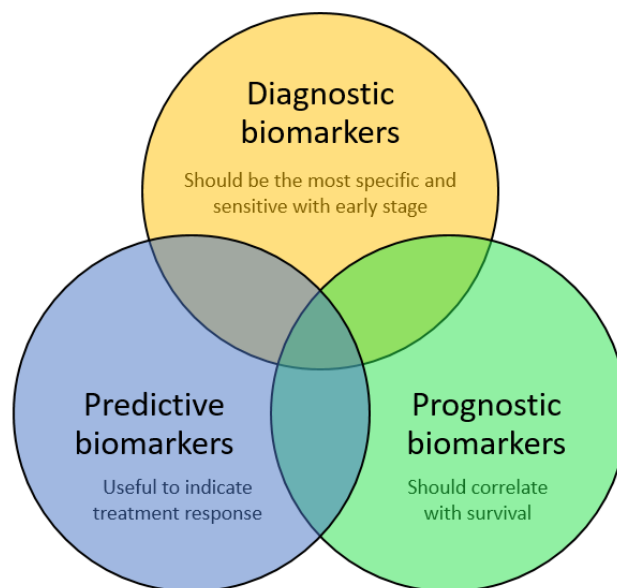 Diagnostic
biomarkers
Should be the most specific and
sensitive with early stage
Predictive
biomarkers
Useful to indicate
treatment response
Prognostic
biomarkers
Should correlate
with survival